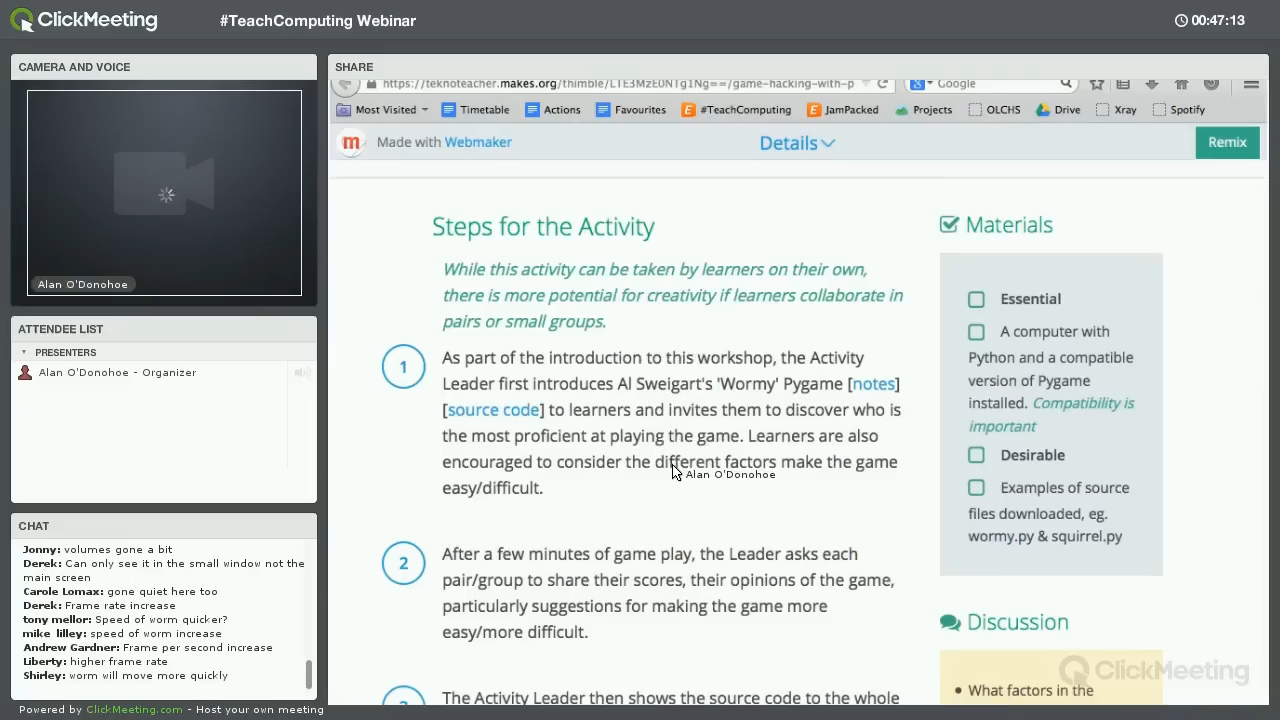 ClickMeeting
#TeachComputing Webinar
00:47:13
CAMERA AND VOICE
Alan O'Donohoe
ATTENDEE LIST
PRESENTERS
Alan O'Donohoe - Organizer
CHAT
Jonny: volumes gone a bit
Derek: Can only see it in the small window not the
main screen
Carole Lomax: gone quiet here too
Derek: Frame rate increase
tony mellor: Speed of worm quicker?
mike lilley: speed of worm increase
Andrew Gardner: Frame per second increase
Liberty: higher frame rate
Shirley: worm will move more quickly
Powered by ClickMeeting.com - Host your own meeting
SHARE
Google
Most Visited Timetable Actions Favourites #TeachComputing JamPacked Projects OLCHS Drive Xray Spotify
m Made with Webmaker
Details
Remix
Steps for the Activity
While this activity can be taken by learners on their own,
there is more potential for creativity if learners collaborate in
pairs or small groups.
1
As part of the introduction to this workshop, the Activity
Leader first introduces Al Sweigart's 'Wormy' Pygame [notes]
[source code] to learners and invites them to discover who is
the most proficient at playing the game. Learners are also
encouraged to consider the different factors make the game
Alan O'Donohoe
easy/difficult.
2
After a few minutes of game play, the Leader asks each
pair/group to share their scores, their opinions of the game,
particularly suggestions for making the game more
easy/more difficult.
The Activity Leader then shows the source code to the whole
Materials
Essential
A computer with
Python and a compatible
version of Pygame
installed. Compatibility is
important
Desirable
Examples of source
files downloaded, eg.
wormy.py & squirrel.py
Discussion
• What factors in the
ClickMeeting